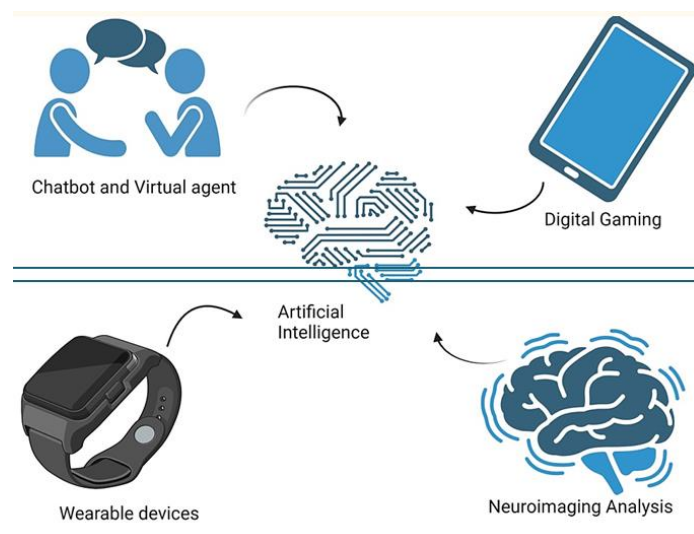 Chatbot and Virtual agent
Digital Gaming
Artificial
Intelligence
Wearable devices
Neuroimaging Analysis